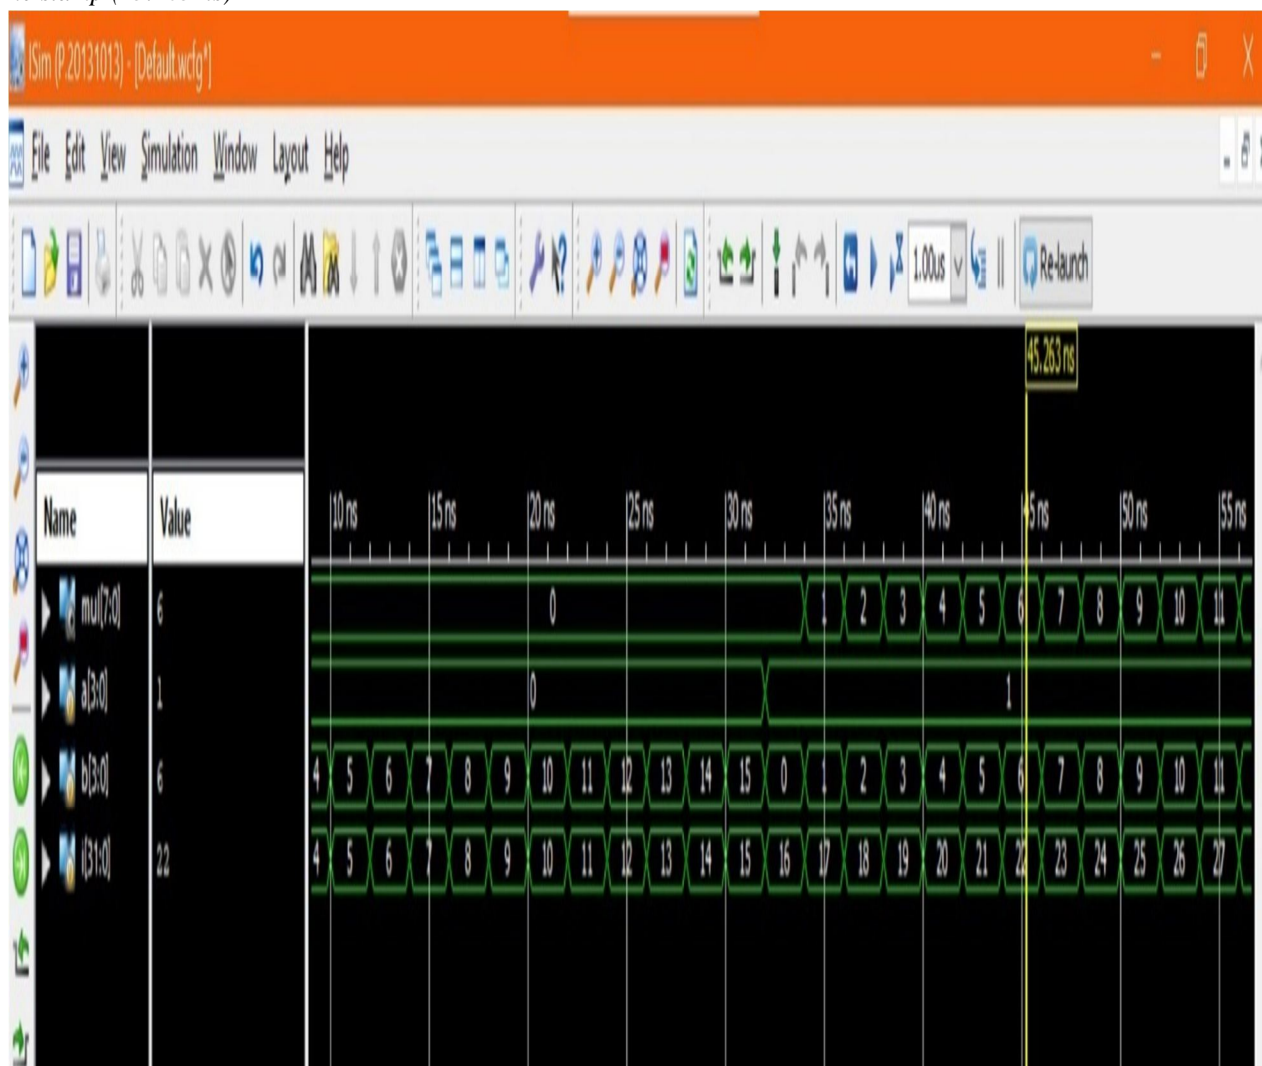 ISim (P.20131013) - [Default.wcfg*]
File Edit View Simulation Window Layout Help
1.00us Re-launch
45.263 ns
Name Value 10 ns 15 ns 20 ns 25 ns 30 ns 35 ns 40 ns 45 ns 50 ns 55 ns
mul[7:0] 6 0 1 2 3 4 5 6 7 8 9 10 11
a[3:0] 1 0 1
b[3:0] 6 4 5 6 7 8 9 10 11 12 13 14 15 0 1 2 3 4 5 6 7 8 9 10 11
i[31:0] 22 4 5 6 7 8 9 10 11 12 13 14 15 16 17 18 19 20 21 22 23 24 25 26 27